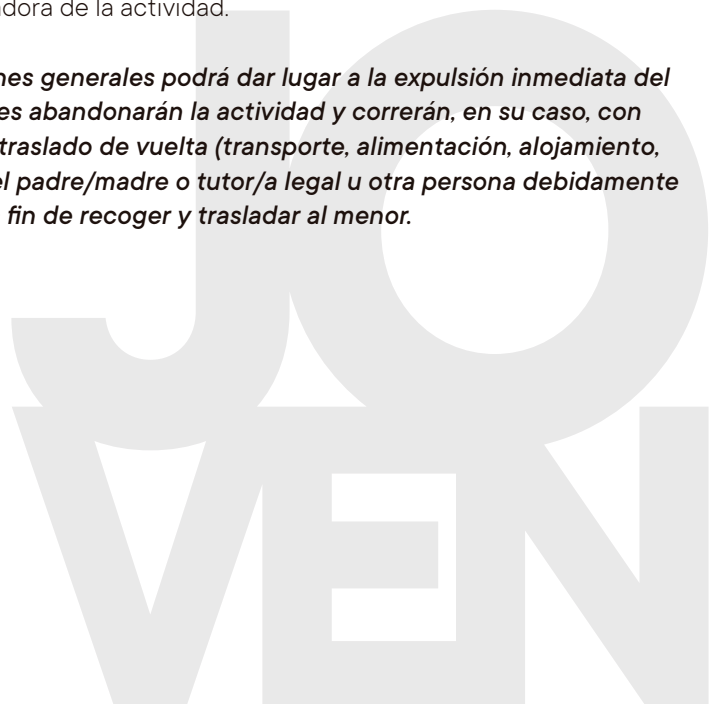 dora de la actividad.
nes generales podrá dar lugar a la expulsión inmediata del
es abandonarán la actividad y correrán, en su caso, con
traslado de vuelta (transporte, alimentación, alojamiento,
el padre/madre o tutor/a legal u otra persona debidamente
fin de recoger y trasladar al menor.
JO
VEN